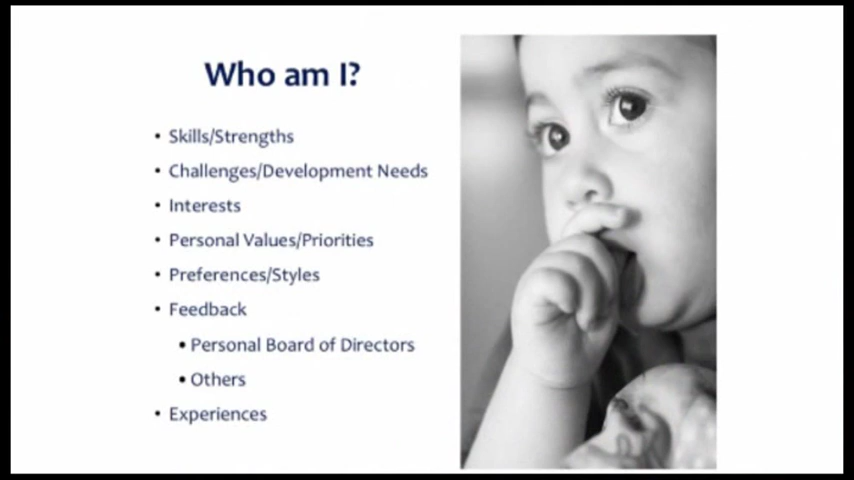 Who am I?
• Skills/Strengths
• Challenges/Development Needs
• Interests
• Personal Values/Priorities
• Preferences/Styles
• Feedback
• Personal Board of Directors
• Others
• Experiences